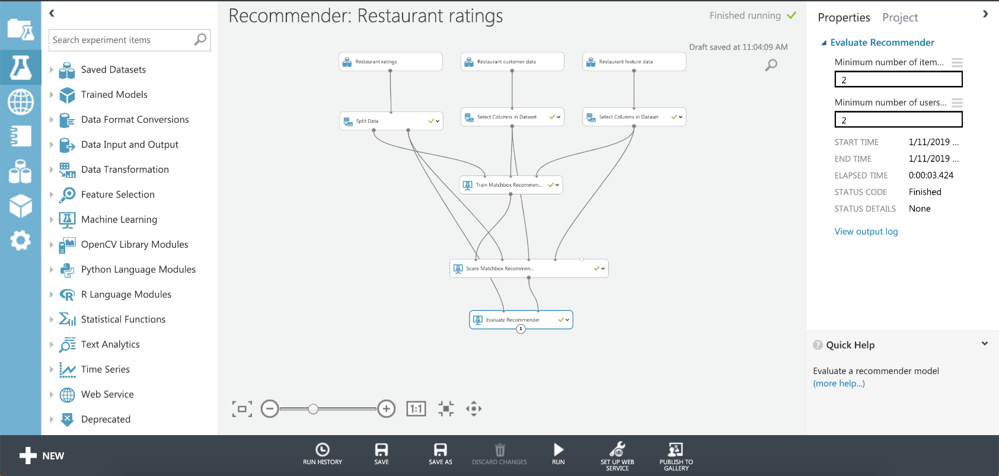 Recommender: Restaurant ratings
Finished running
Draft saved at 11:04:09 AM
Search experiment items
Saved Datasets
Trained Models
Data Format Conversions
Data Input and Output
Data Transformation
Feature Selection
Machine Learning
OpenCV Library Modules
Python Language Modules
R Language Modules
Statistical Functions
Text Analytics
Time Series
Web Service
Deprecated
Restaurant ratings
Restaurant customer data
Restaurant feature data
Split Data
Select Columns in Dataset
Select Columns in Dataset
Train Matchbox Recommen...
Score Matchbox Recommen...
Evaluate Recommender
1
1:1
Properties Project
Evaluate Recommender
Minimum number of item...
2
Minimum number of users...
2
START TIME 1/11/2019 ...
END TIME 1/11/2019 ...
ELAPSED TIME 0:00:03.424
STATUS CODE Finished
STATUS DETAILS None
View output log
? Quick Help
Evaluate a recommender model
(more help...)
NEW
RUN HISTORY
SAVE
SAVE AS
DISCARD CHANGES
RUN
SET UP WEB
SERVICE
PUBLISH TO
GALLERY